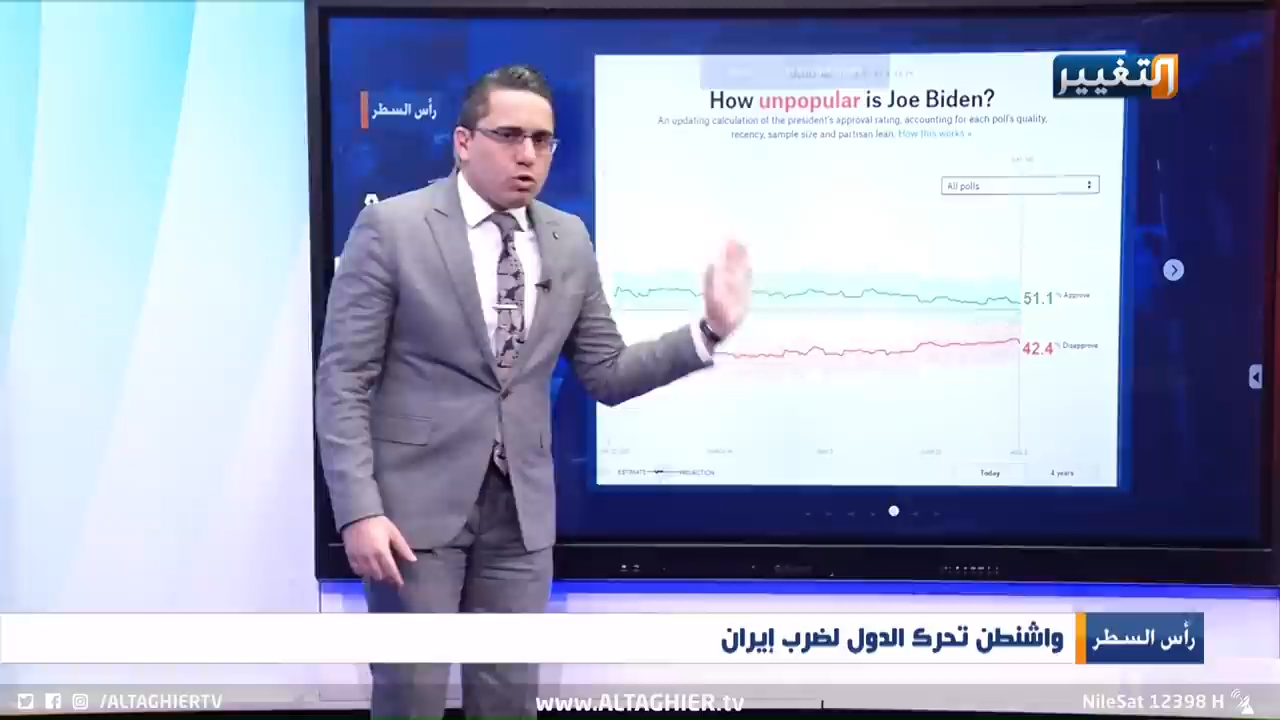 التغيير
رأس السطر
How unpopular is Joe Biden?
An updating calculation of the president's approval rating, accounting for each poll's quality,
recency, sample size and partisan lean. How this works »
All polls
51.1% Approve
42.4% Disapprove
ESTIMATE PROJECTION
Today
4 years
رأس السطر
واشنطن تحرك الدول لضرب إيران
/ALTAGHIERTV
www.ALTAGHIER.tv
NileSat 12398 H